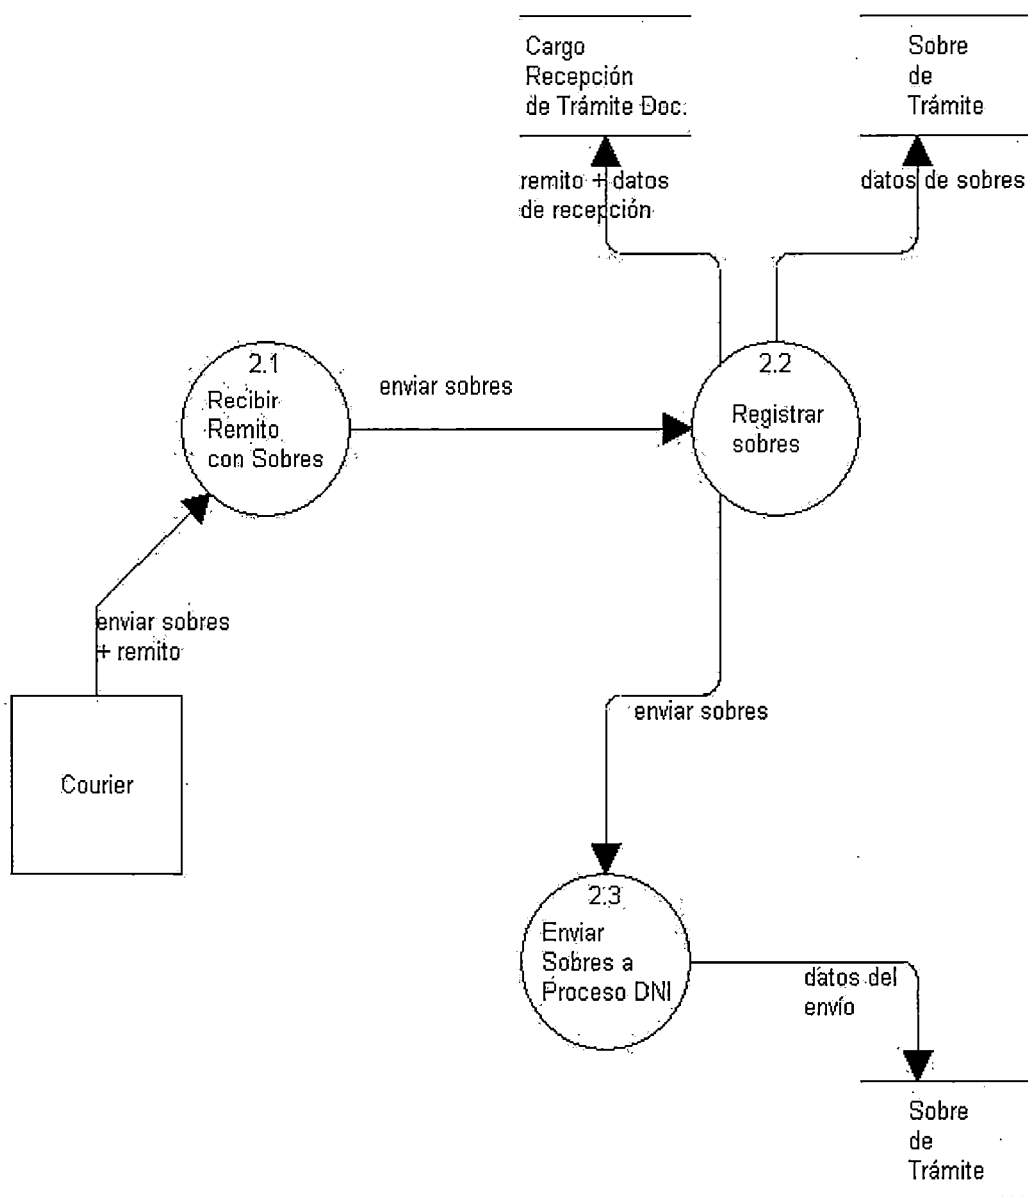 Cargo
Recepción
de Trámite Doc.
Sobre
de
Trámite
remito + datos
de recepción
datos de sobres
2.1
Recibir
Remito
con Sobres
enviar sobres
2.2
Registrar
sobres
enviar sobres
+ remito
Courier
enviar sobres
2.3
Enviar
Sobres a
Proceso DNI
datos del
envío
Sobre
de
Trámite